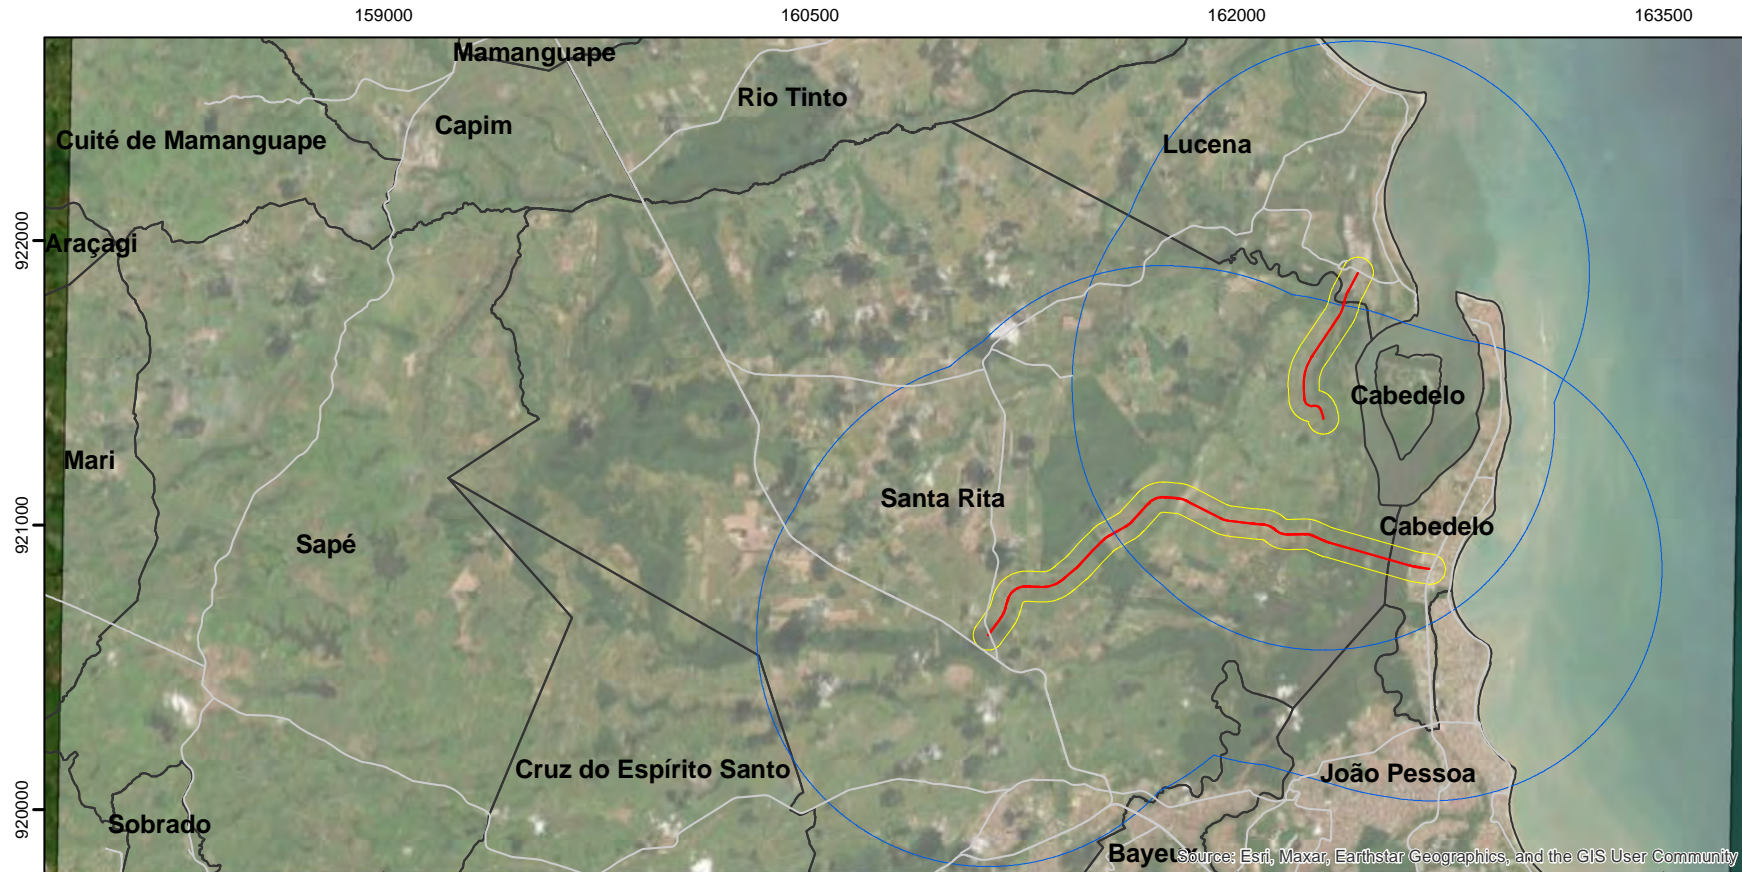 159000 160500 162000 163500
Mamanguape
Rio Tinto
Capim
Cuité de Mamanguape
Lucena
922000
Araçagi
Cabedelo
Mari
Santa Rita
921000
Cabedelo
Sapé
Cruz do Espírito Santo
João Pessoa
920000
Sobrado
Bayeux
Source: Esri, Maxar, Earthstar Geographics, and the GIS User Community